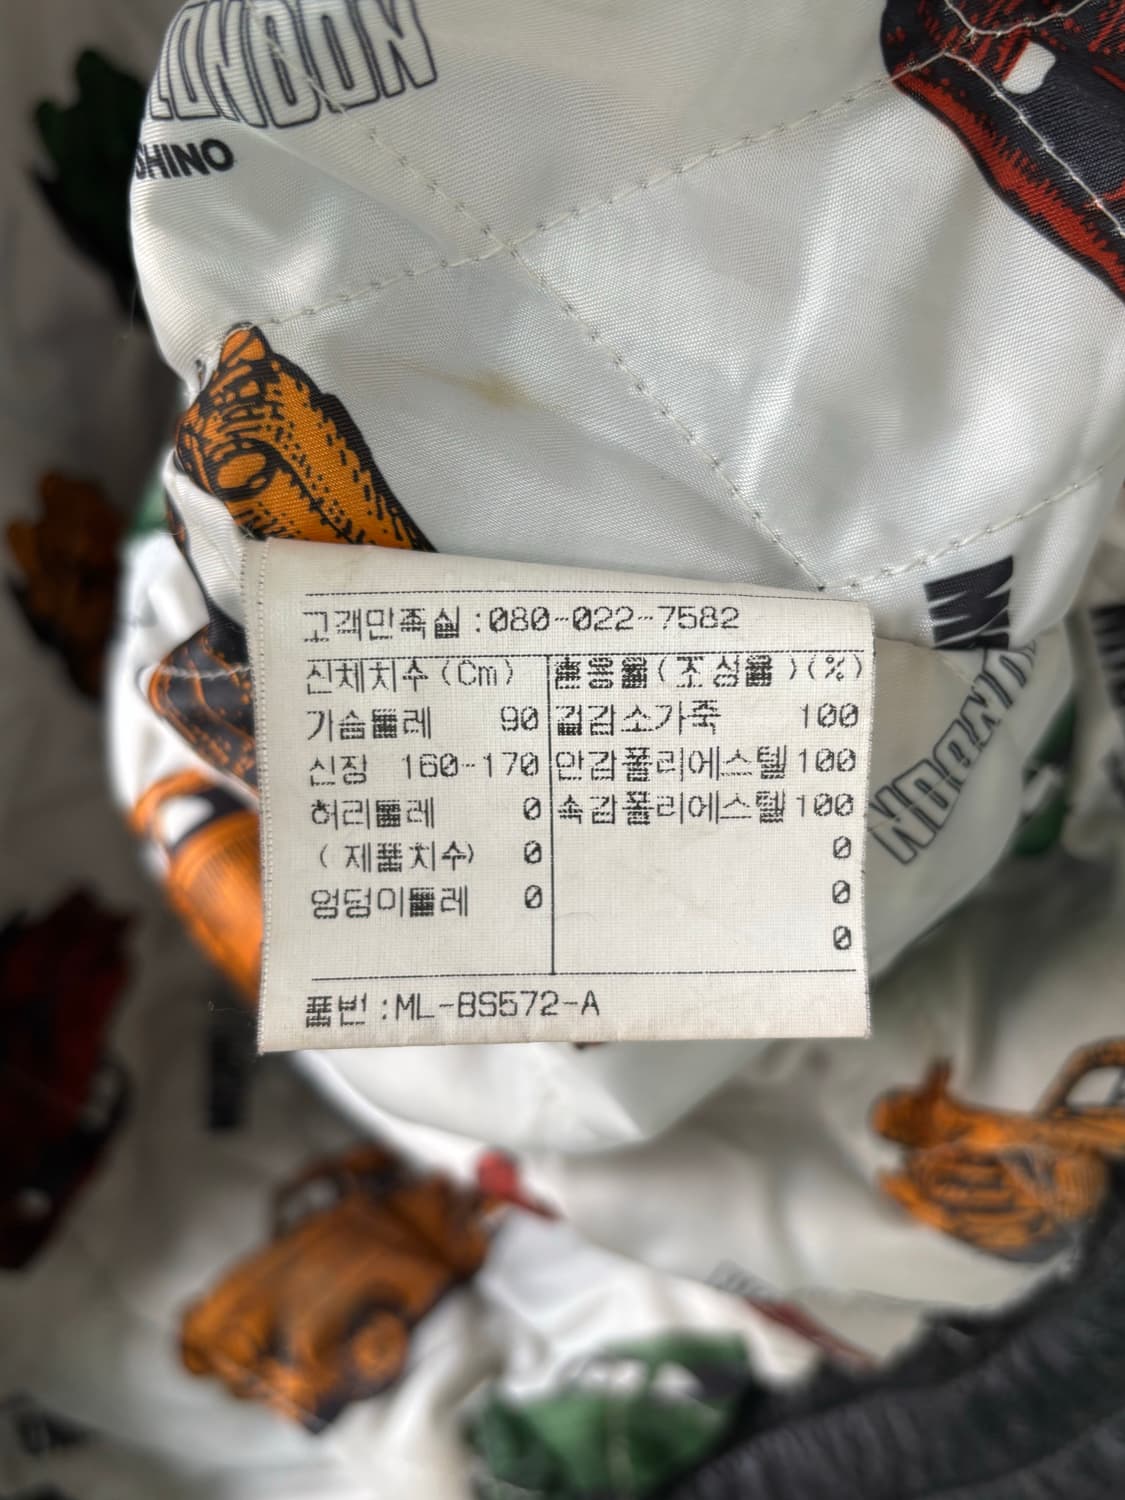 LONDON
SHINO
고객만족실 :080-022-7582
신체치수(Cm)
기슴둘레 90
신장 160-170
허리둘레 0
( 제품치수) 0
엉덩이둘레 0
혼용률(조성률)(%)
겉감소가죽 100
안감폴리에스텔100
속감폴리에스텔100
0
0
0
품번 :ML-BS572-A